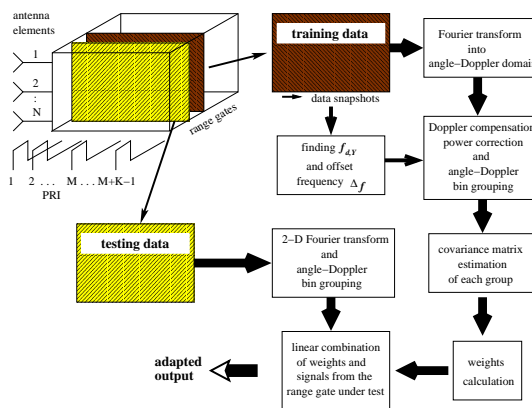 antenna
elements
1
2
:
N
range gates
1 2 . . . M . . . M+K−1
PRI
training data
data snapshots
Fourier transform
into
angle−Doppler domain
finding f d,Y
and offset
frequency Δ f
Doppler compensation
power correction
and
angle−Doppler
bin grouping
testing data
2−D Fourier transform
and
angle−Doppler
bin grouping
covariance matrix
estimation
of each group
adapted
output
linear combination
of weights and
signals from the
range gate under test
weights
calculation